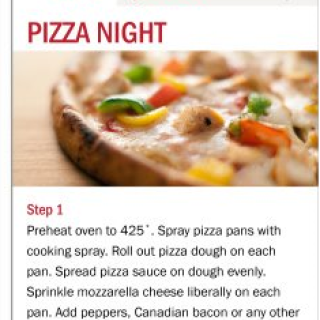 PIZZA NIGHT
Step 1
Preheat oven to 425˚. Spray pizza pans with
cooking spray. Roll out pizza dough on each
pan. Spread pizza sauce on dough evenly.
Sprinkle mozzarella cheese liberally on each
pan. Add peppers, Canadian bacon or any other